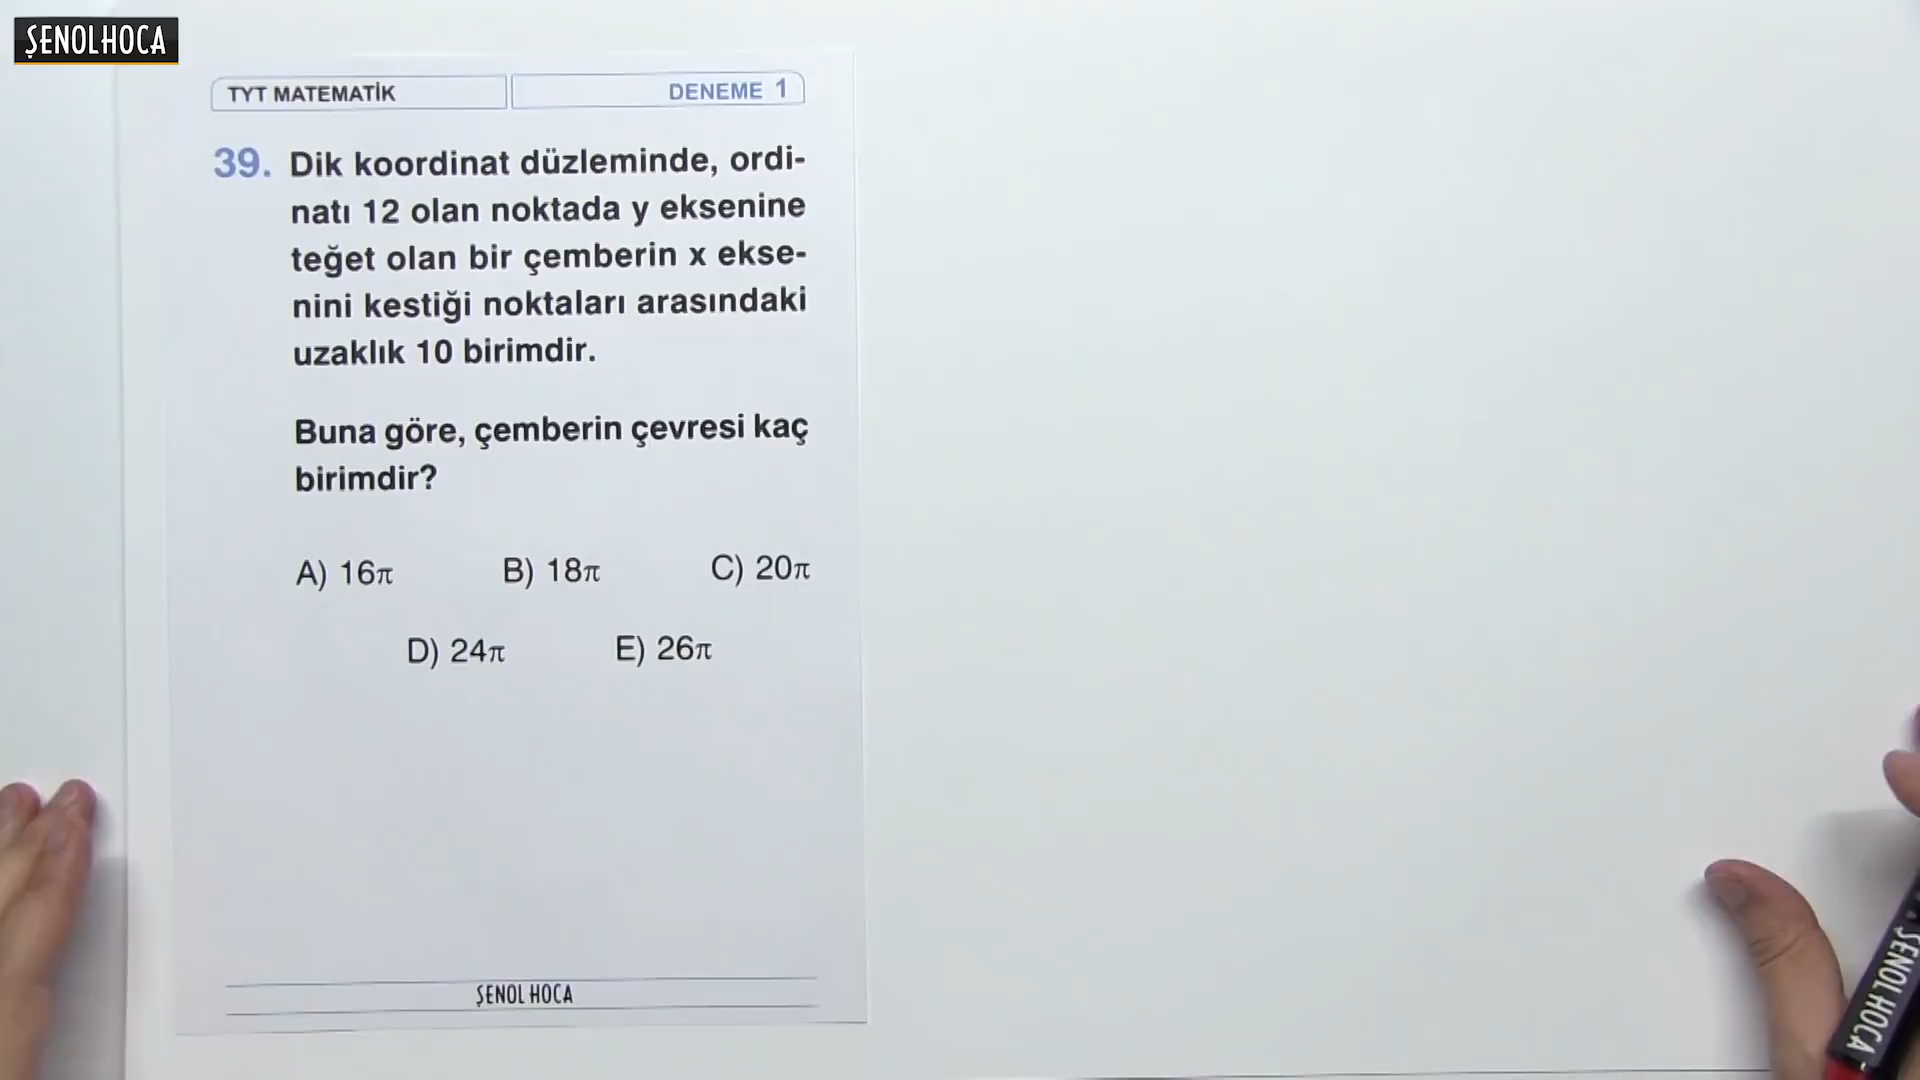 ŞENOLHOCA
TYT MATEMATİK
DENEME 1
39. Dik koordinat düzleminde, ordi-
natı 12 olan noktada y eksenine
teğet olan bir çemberin x ekse-
nini kestiği noktaları arasındaki
uzaklık 10 birimdir.
Buna göre, çemberin çevresi kaç
birimdir?
A) 16π B) 18π C) 20π
D) 24π E) 26π
ŞENOL HOCA
ŞENOL HOCA